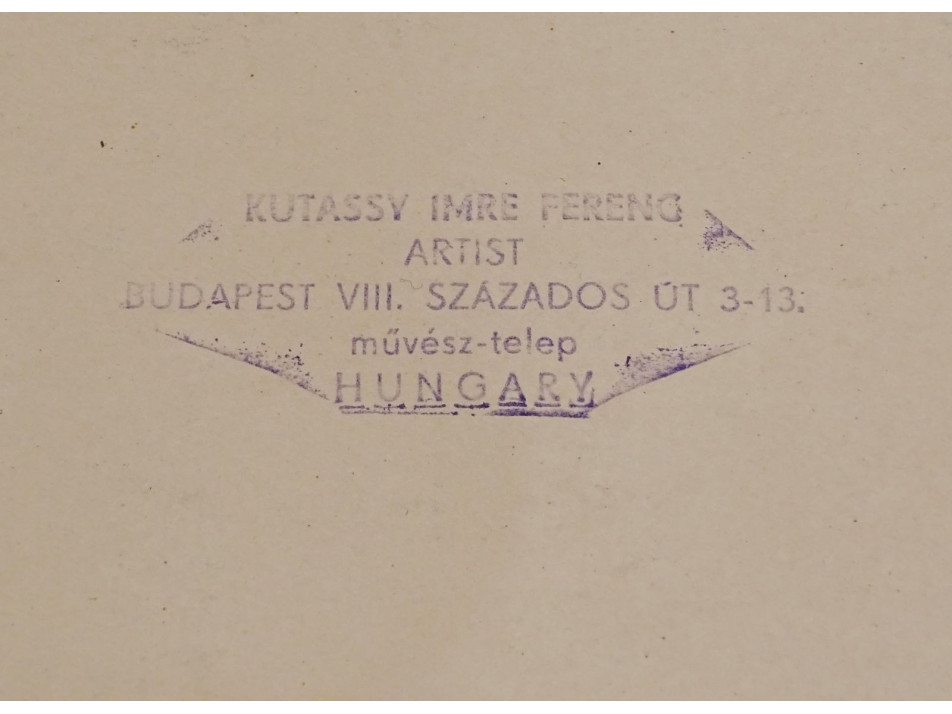 KUTASSY IMRE FERENC
ARTIST
BUDAPEST VIII. SZÁZADOS ÚT 3-13.
művész-telep
HUNGARY